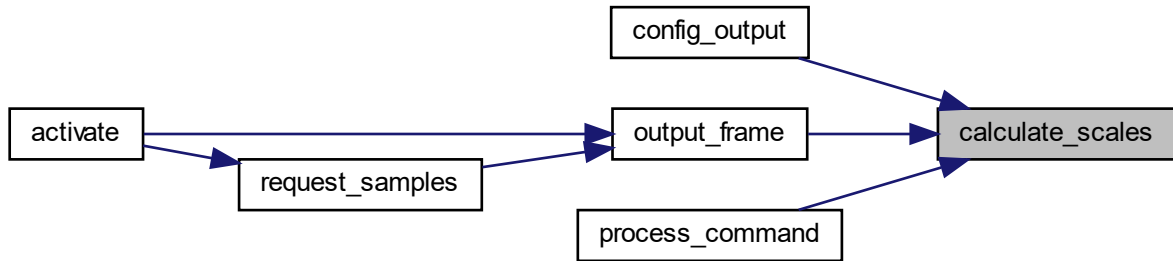 config_output
activate
output_frame
calculate_scales
request_samples
process_command